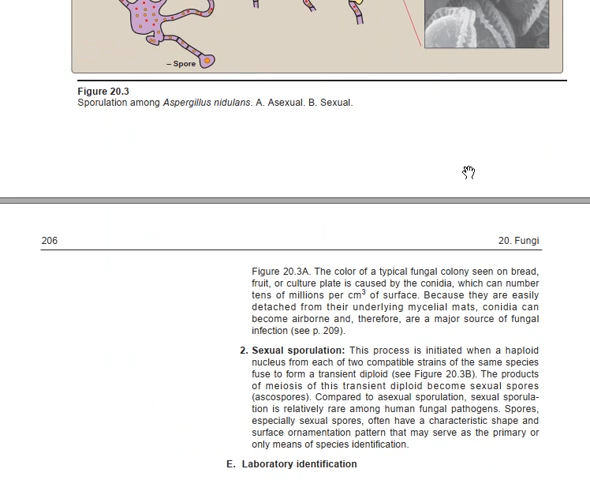 – Spore
Figure 20.3
Sporulation among Aspergillus nidulans. A. Asexual. B. Sexual.
206
20. Fungi
Figure 20.3A. The color of a typical fungal colony seen on bread,
fruit, or culture plate is caused by the conidia, which can number
tens of millions per cm³ of surface. Because they are easily
detached from their underlying mycelial mats, conidia can
become airborne and, therefore, are a major source of fungal
infection (see p. 209).
2. Sexual sporulation: This process is initiated when a haploid
nucleus from each of two compatible strains of the same species
fuse to form a transient diploid (see Figure 20.3B). The products
of meiosis of this transient diploid become sexual spores
(ascospores). Compared to asexual sporulation, sexual sporula-
tion is relatively rare among human fungal pathogens. Spores,
especially sexual spores, often have a characteristic shape and
surface ornamentation pattern that may serve as the primary or
only means of species identification.
E. Laboratory identification